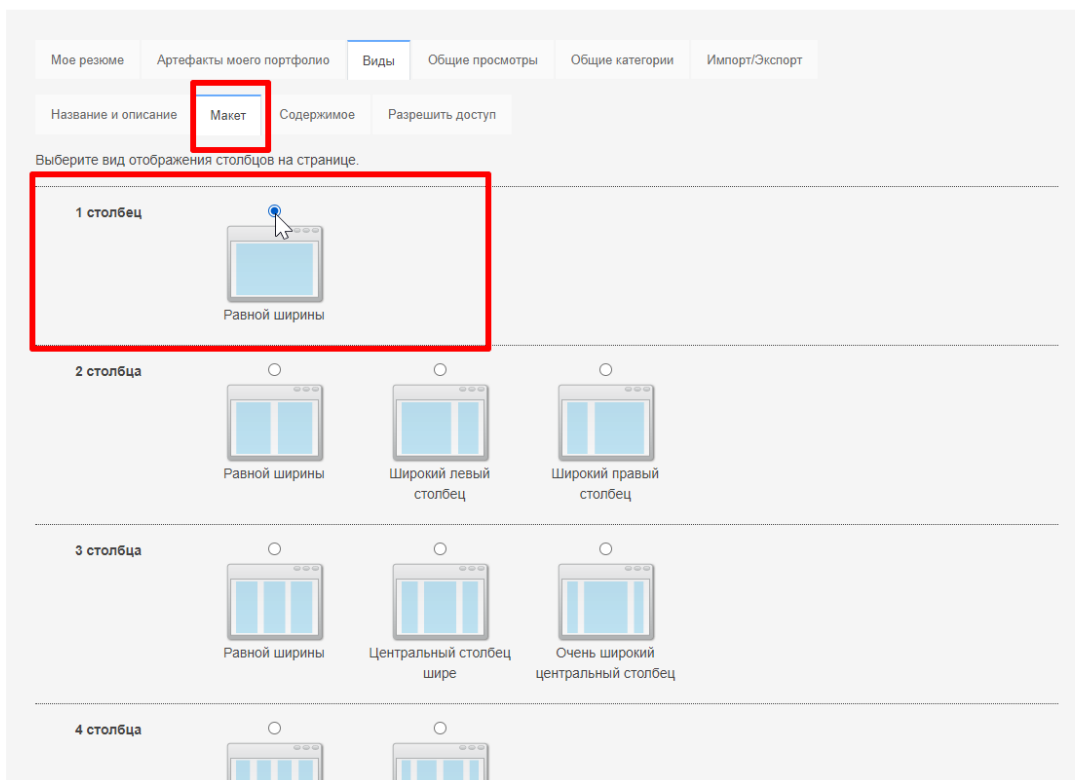 Мое резюме Артефакты моего портфолио Виды Общие просмотры Общие категории Импорт/Экспорт
Название и описание Макет Содержимое Разрешить доступ
Выберите вид отображения столбцов на странице.
1 столбец
Равной ширины
2 столбца
Равной ширины Широкий левый столбец Широкий правый столбец
3 столбца
Равной ширины Центральный столбец шире Очень широкий центральный столбец
4 столбца